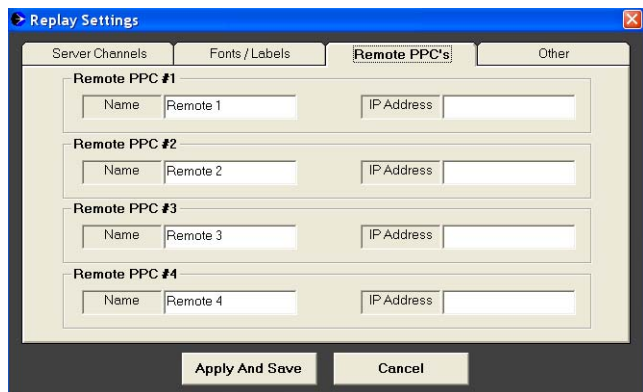 Replay Settings
Server Channels Fonts / Labels Remote PPC's Other
Remote PPC #1
Name Remote 1 IP Address
Remote PPC #2
Name Remote 2 IP Address
Remote PPC #3
Name Remote 3 IP Address
Remote PPC #4
Name Remote 4 IP Address
Apply And Save Cancel